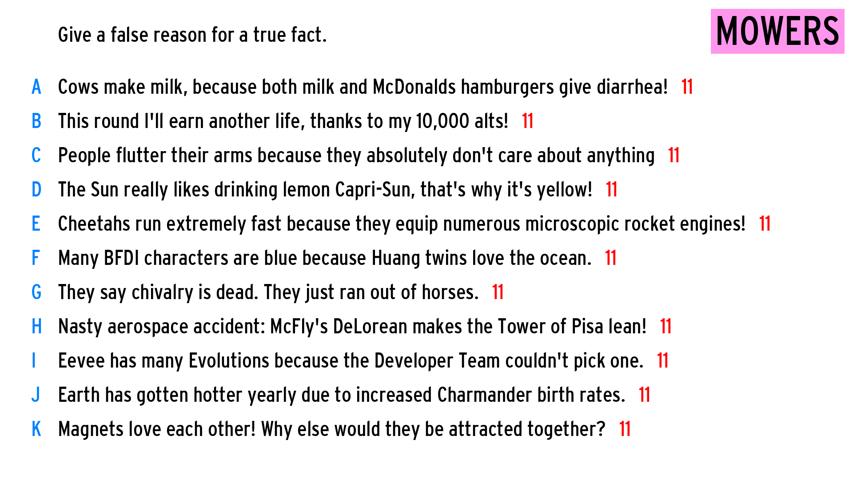 Give a false reason for a true fact.
MOWERS
A Cows make milk, because both milk and McDonalds hamburgers give diarrhea! 11
B This round I'll earn another life, thanks to my 10,000 alts! 11
C People flutter their arms because they absolutely don't care about anything 11
D The Sun really likes drinking lemon Capri-Sun, that's why it's yellow! 11
E Cheetahs run extremely fast because they equip numerous microscopic rocket engines! 11
F Many BFDI characters are blue because Huang twins love the ocean. 11
G They say chivalry is dead. They just ran out of horses. 11
H Nasty aerospace accident: McFly's DeLorean makes the Tower of Pisa lean! 11
I Eevee has many Evolutions because the Developer Team couldn't pick one. 11
J Earth has gotten hotter yearly due to increased Charmander birth rates. 11
K Magnets love each other! Why else would they be attracted together? 11